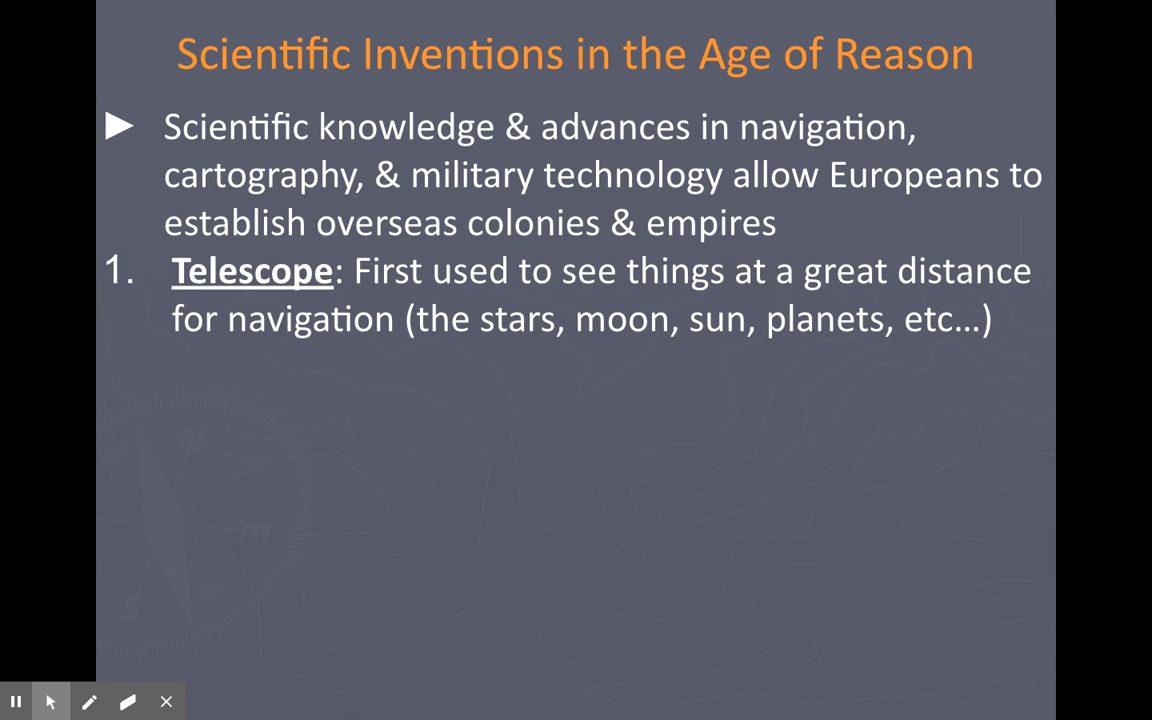 Scientific Inventions in the Age of Reason
► Scientific knowledge & advances in navigation,
cartography, & military technology allow Europeans to
establish overseas colonies & empires
1. Telescope: First used to see things at a great distance
for navigation (the stars, moon, sun, planets, etc…)
N
E
S